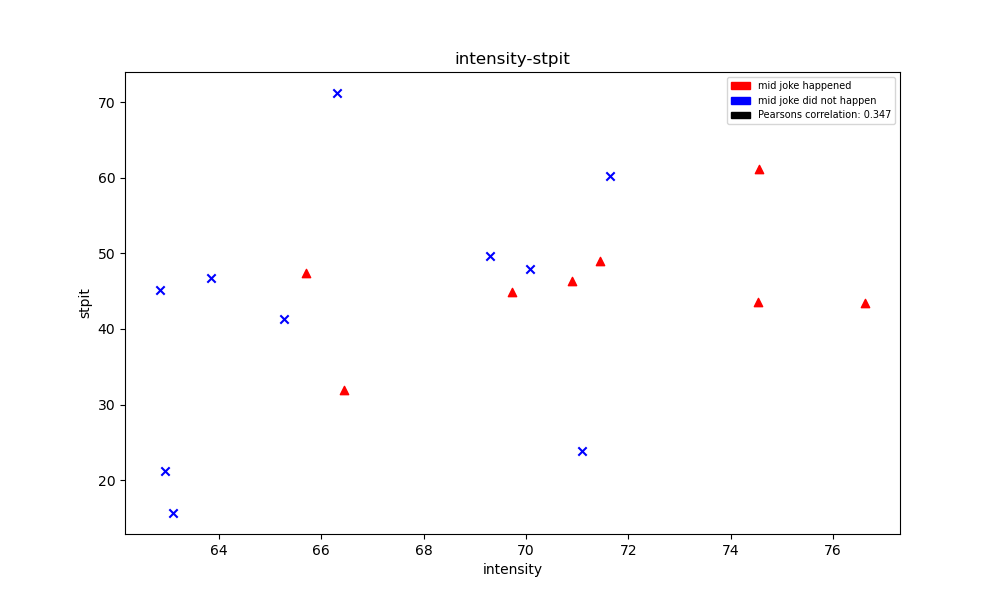 intensity-stpit
mid joke happened
mid joke did not happen
Pearsons correlation: 0.347
70
60
50
40
30
20
stpit
64 66 68 70 72 74 76
intensity